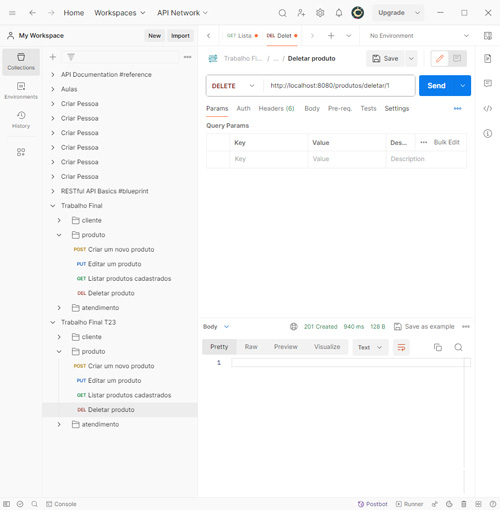 Home Workspaces API Network Upgrade
My Workspace New Import
GET Lista DEL Delet No Environment
Collections
Environments
History
API Documentation #reference
Aulas
Criar Pessoa
Criar Pessoa
Criar Pessoa
Criar Pessoa
Criar Pessoa
Criar Pessoa
RESTful API Basics #blueprint
Trabalho Final
cliente
produto
POST Criar um novo produto
PUT Editar um produto
GET Listar produtos cadastrados
DEL Deletar produto
atendimento
Trabalho Final T23
cliente
produto
POST Criar um novo produto
PUT Editar um produto
GET Listar produtos cadastrados
DEL Deletar produto
atendimento
Trabalho Fi... / ... / Deletar produto Save
DELETE http://localhost:8080/produtos/deletar/1 Send
Params Auth Headers (6) Body Pre-req. Tests Settings
Query Params
Key Value Des... Bulk Edit
Key Value Description
Body 201 Created 940 ms 128 B Save as example
Pretty Raw Preview Visualize Text
1
Console Postbot Runner